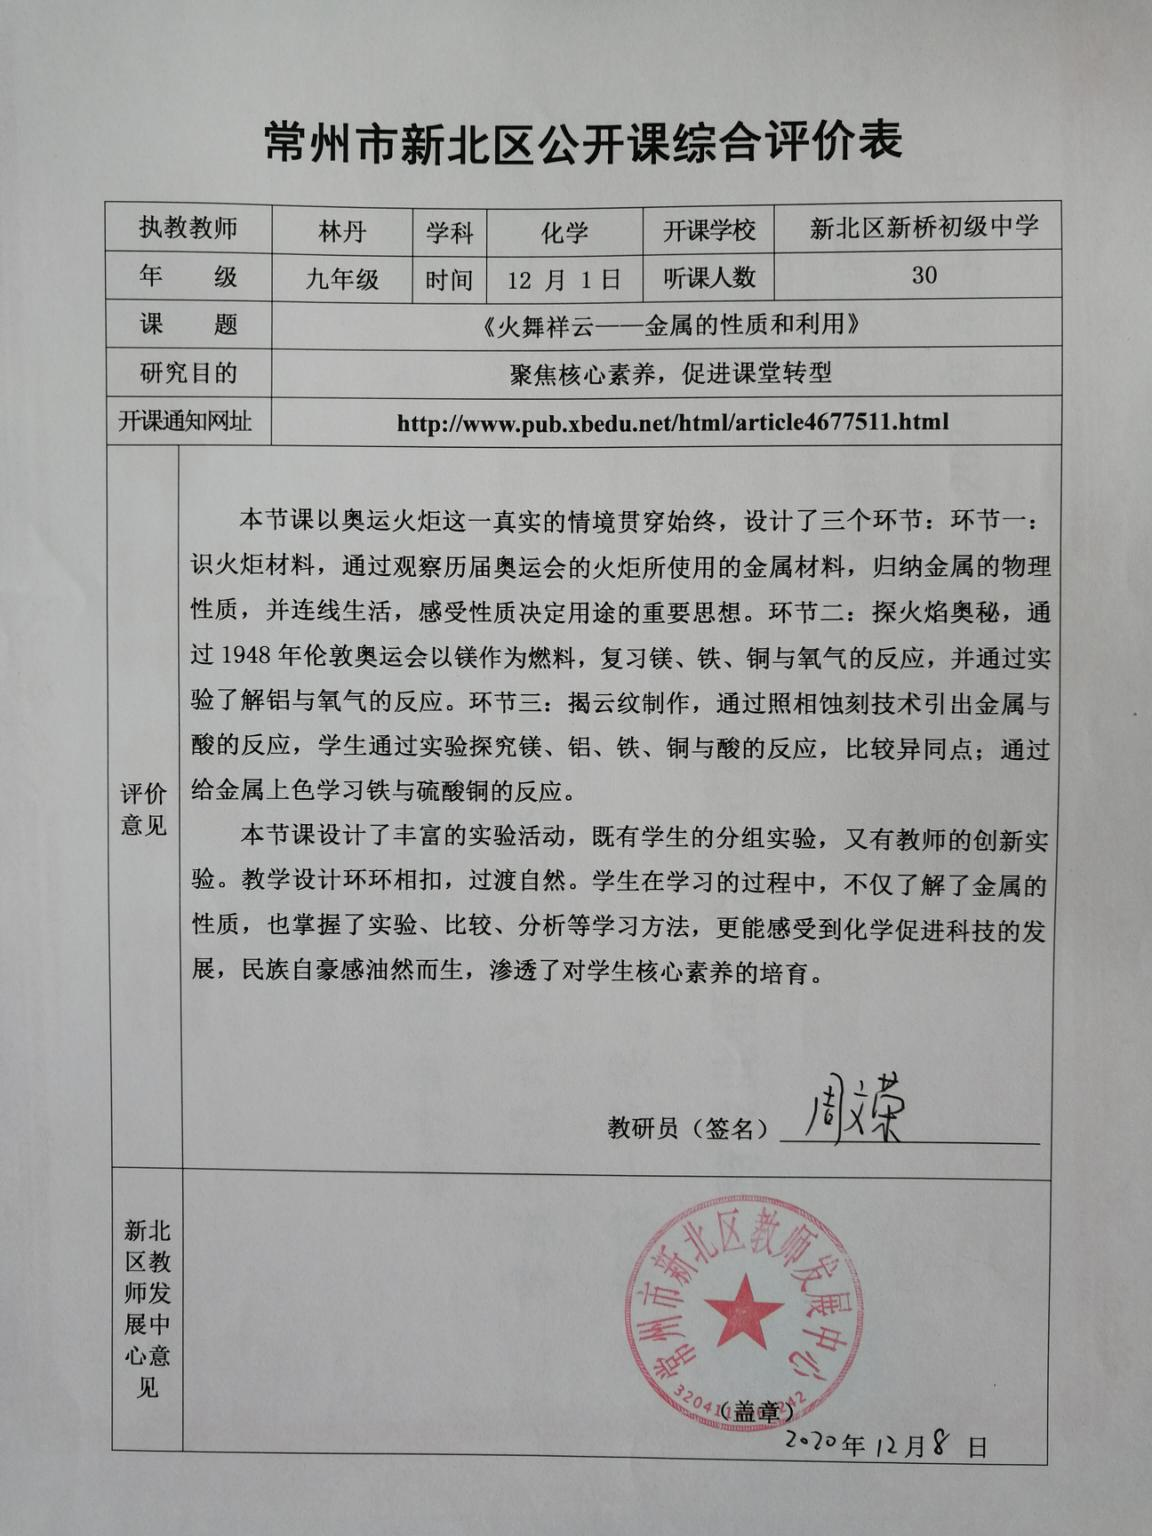 常州市新北区公开课综合评价表
执教教师 林丹 学科 化学 开课学校 新北区新桥初级中学
年 级 九年级 时间 12 月 1 日 听课人数 30
课 题 《火舞祥云——金属的性质和利用》
研究目的 聚焦核心素养，促进课堂转型
开课通知网址 http://www.pub.xbedu.net/html/article4677511.html
评价
意见
本节课以奥运火炬这一真实的情境贯穿始终，设计了三个环节：环节一：
识火炬材料，通过观察历届奥运会的火炬所使用的金属材料，归纳金属的物理
性质，并连线生活，感受性质决定用途的重要思想。环节二：探火焰奥秘，通
过 1948 年伦敦奥运会以镁作为燃料，复习镁、铁、铜与氧气的反应，并通过实
验了解铝与氧气的反应。环节三：揭云纹制作，通过照相蚀刻技术引出金属与
酸的反应，学生通过实验探究镁、铝、铁、铜与酸的反应，比较异同点；通过
给金属上色学习铁与硫酸铜的反应。
本节课设计了丰富的实验活动，既有学生的分组实验，又有教师的创新实
验。教学设计环环相扣，过渡自然。学生在学习的过程中，不仅了解了金属的
性质，也掌握了实验、比较、分析等学习方法，更能感受到化学促进科技的发
展，民族自豪感油然而生，渗透了对学生核心素养的培育。
教研员（签名） 周文荣
新北
区教
师发
展中
心意
见
常州市新北区教师发展中心
（盖章）
2020年12月8日